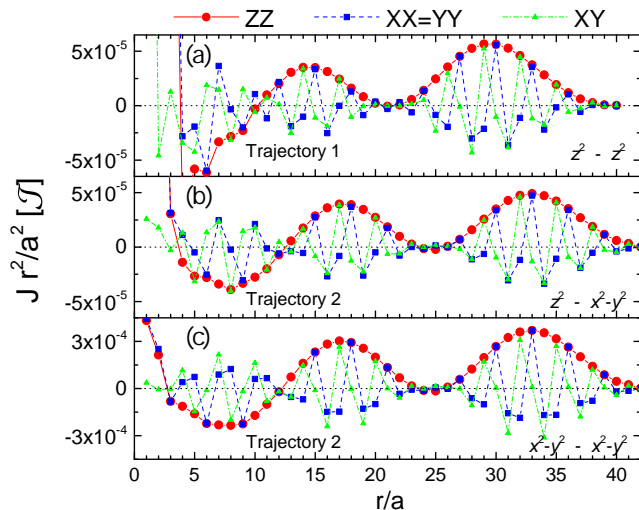 ZZ XX=YY XY
J r²/a² [𝒥]
(a)
5x10⁻⁵
0
-5x10⁻⁵
Trajectory 1
z² - z²
(b)
5x10⁻⁵
0
-5x10⁻⁵
Trajectory 2
z² - x²-y²
(c)
3x10⁻⁴
0
-3x10⁻⁴
Trajectory 2
x²-y² - x²-y²
0 5 10 15 20 25 30 35 40
r/a